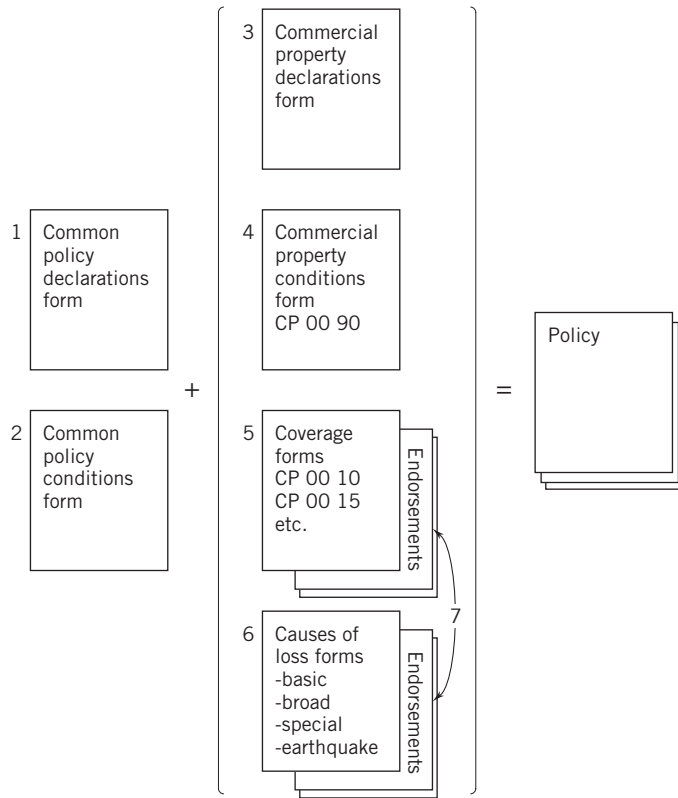 1
Common
policy
declarations
form
2
Common
policy
conditions
form
+
3
Commercial
property
declarations
form
4
Commercial
property
conditions
form
CP 00 90
5
Coverage
forms
CP 00 10
CP 00 15
etc.
Endorsements
6
Causes of
loss forms
-basic
-broad
-special
-earthquake
Endorsements
7
=
Policy